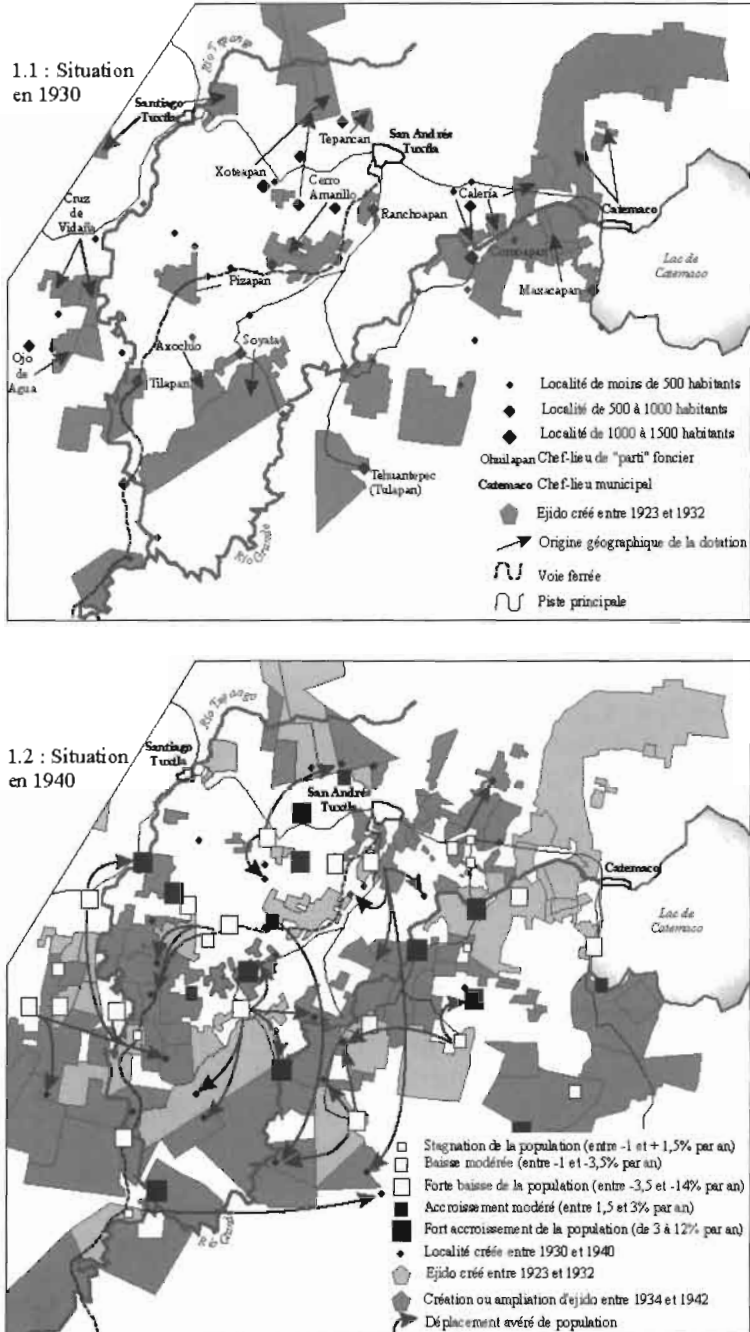 1.1 : Situation
en 1930
Río Tepango
Santiago
Tuxtla
Tepancan
San Andrés
Tuxtla
Xoteapan
Cerro
Amarillo
Calería
Cruz
de
Vidaña
Ranchoapan
Catemaco
Comoapan
Lac de
Catemaco
Pizapan
Maxacapan
Ojo
de
Agua
Axochio
Soyata
Tilapan
Tehuantepec
(Tulapan)
Río Grande
Localité de moins de 500 habitants
Localité de 500 à 1000 habitants
Localité de 1000 à 1500 habitants
Ohuilapan Chef-lieu de "parti" foncier
Catemaco Chef-lieu municipal
Ejido créé entre 1923 et 1932
Origine géographique de la dotation
Voie ferrée
Piste principale
1.2 : Situation
en 1940
Río Tepango
Santiago
Tuxtla
San Andrés
Tuxtla
Catemaco
Lac de
Catemaco
Stagnation de la population (entre -1 et + 1,5% par an)
Baisse modérée (entre -1 et -3,5% par an)
Forte baisse de la population (entre -3,5 et -14% par an)
Accroissement modéré (entre 1,5 et 3% par an)
Fort accroissement de la population (de 3 à 12% par an)
Localité créée entre 1930 et 1940
Ejido créé entre 1923 et 1932
Création ou ampliation d'ejido entre 1934 et 1942
Déplacement avéré de population